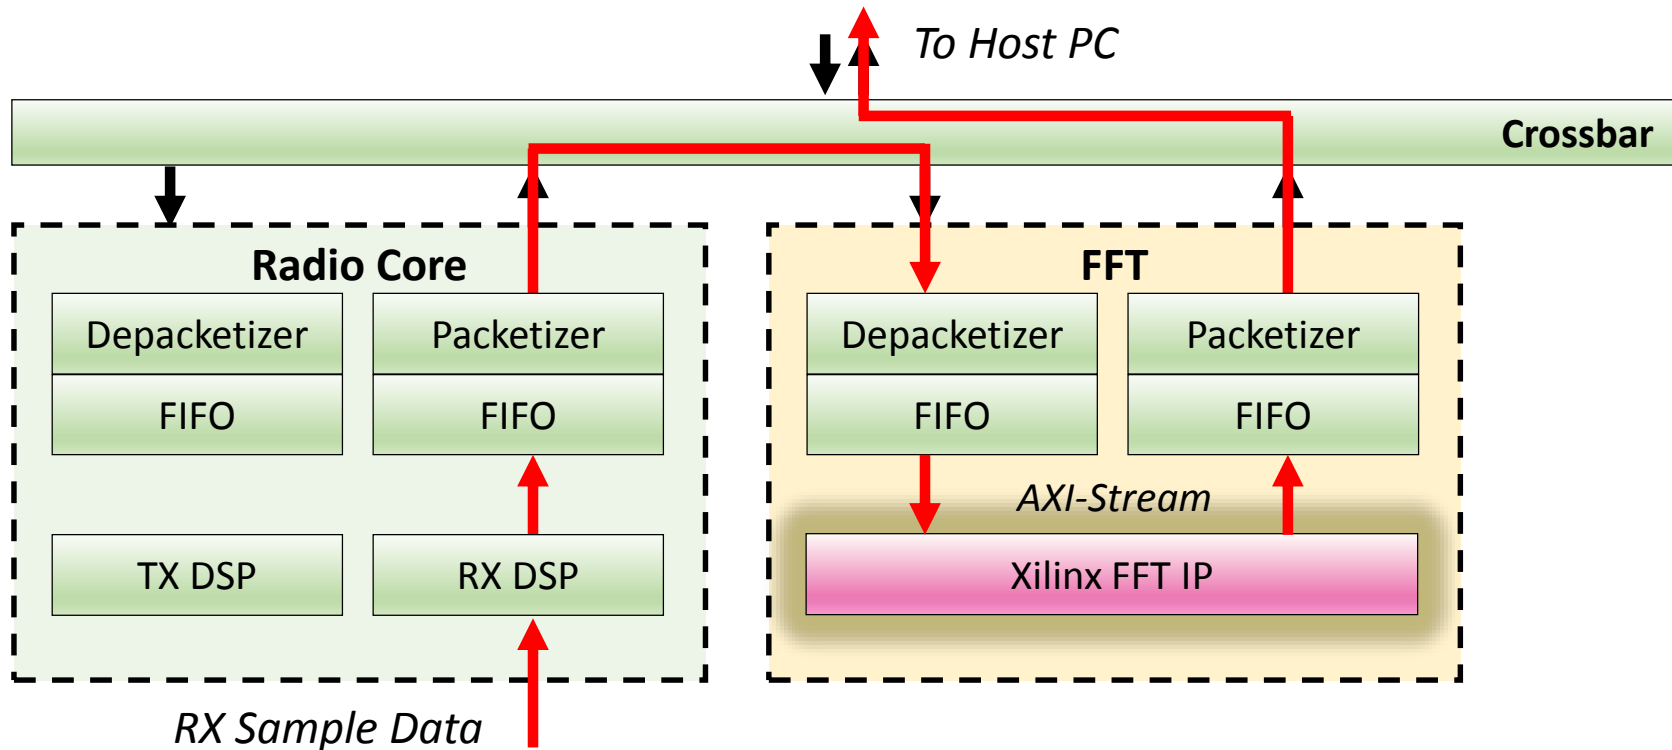 To Host PC
Crossbar
Radio Core
Depacketizer
Packetizer
FIFO
FIFO
TX DSP
RX DSP
RX Sample Data
FFT
Depacketizer
Packetizer
FIFO
FIFO
AXI-Stream
Xilinx FFT IP